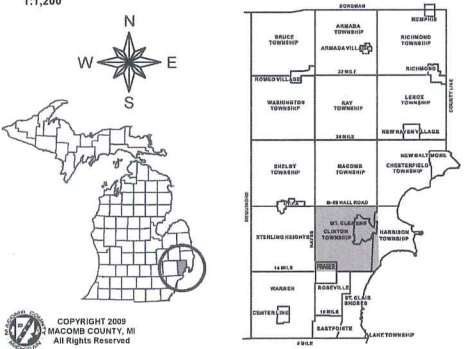 1:1,200
N
W E
S
COPYRIGHT 2009
MACOMB COUNTY, MI
All Rights Reserved
BORDMAN
MEMPHIS
BRUCE
TOWNSHIP
ARMADA
TOWNSHIP
ARMADA VILLAGE
RICHMOND
TOWNSHIP
RICHMOND
32 MILE
ROMEO VILLAGE
COUNTY LINE
WASHINGTON
TOWNSHIP
RAY
TOWNSHIP
LENOX
TOWNSHIP
NEW HAVEN VILLAGE
26 MILE
NEW BALTIMORE
SHELBY
TOWNSHIP
MACOMB
TOWNSHIP
CHESTERFIELD
TOWNSHIP
DEQUINDRE
UTICA
M-59 HALL ROAD
MT. CLEMENS
CLINTON
TOWNSHIP
HARRISON
TOWNSHIP
STERLING HEIGHTS
HAYES
14 MILE
FRASER
WARREN
ROSEVILLE
ST. CLAIR
SHORES
CENTER LINE
10 MILE
EASTPOINTE
LAKE TOWNSHIP
8 MILE